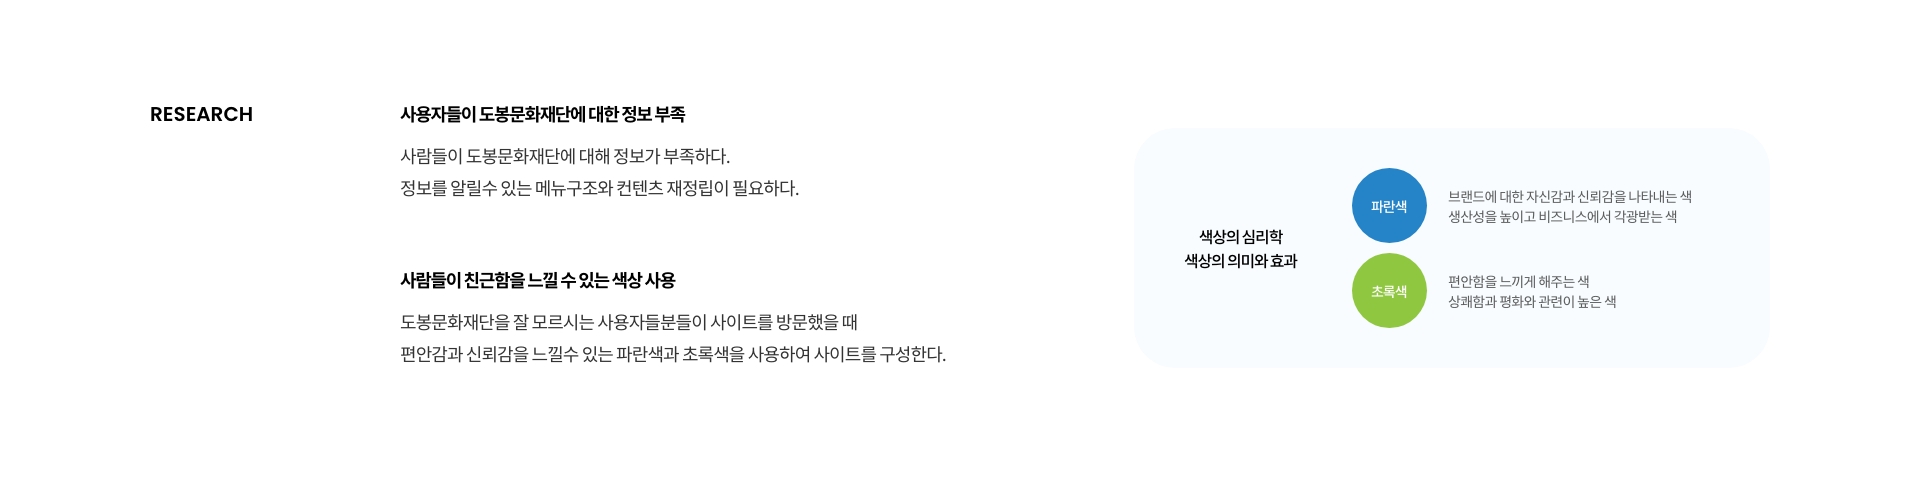 RESEARCH
사용자들이 도봉문화재단에 대한 정보 부족
사람들이 도봉문화재단에 대해 정보가 부족하다.
정보를 알릴수 있는 메뉴구조와 컨텐츠 재정립이 필요하다.
사람들이 친근함을 느낄 수 있는 색상 사용
도봉문화재단을 잘 모르시는 사용자들분들이 사이트를 방문했을 때
편안감과 신뢰감을 느낄수 있는 파란색과 초록색을 사용하여 사이트를 구성한다.
색상의 심리학
색상의 의미와 효과
파란색
브랜드에 대한 자신감과 신뢰감을 나타내는 색
생산성을 높이고 비즈니스에서 각광받는 색
초록색
편안함을 느끼게 해주는 색
상쾌함과 평화와 관련이 높은 색